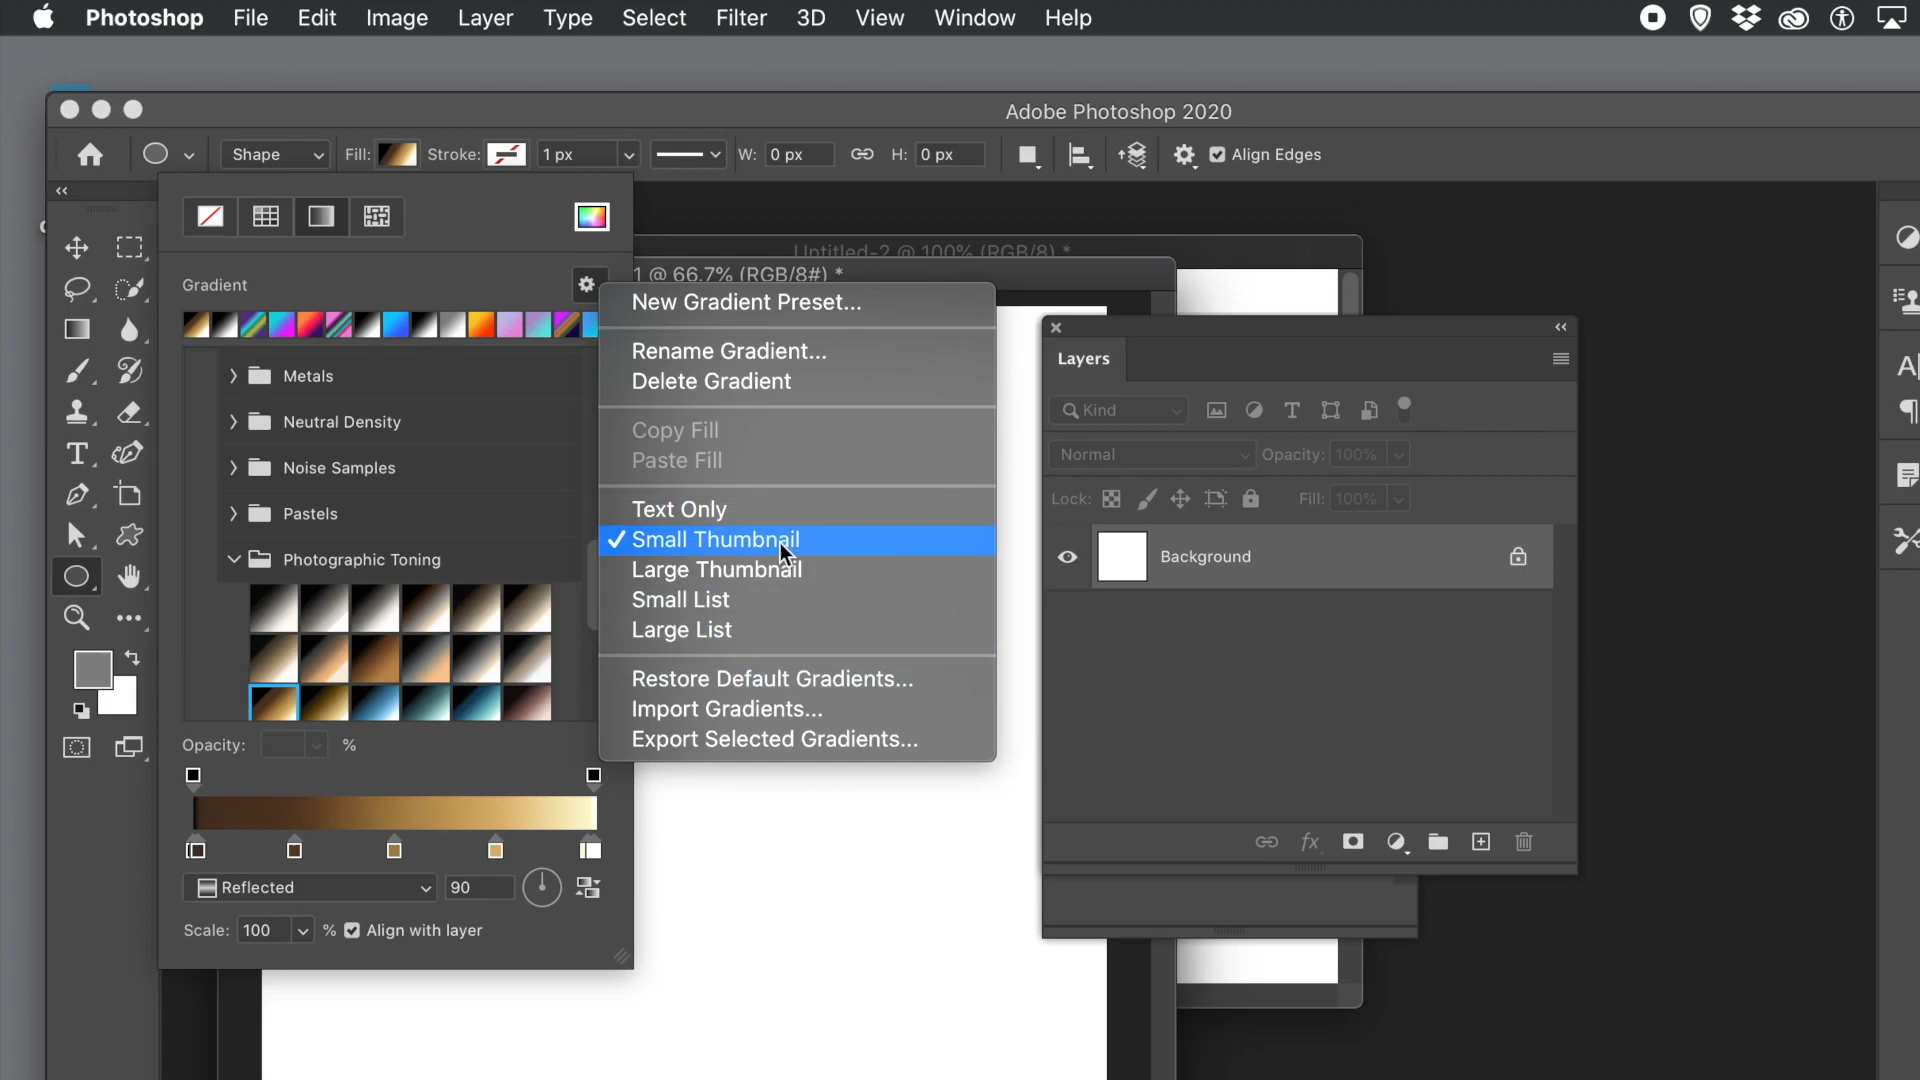 Photoshop File Edit Image Layer Type Select Filter 3D View Window Help
Adobe Photoshop 2020
Shape Fill: Stroke: 1 px W: 0 px H: 0 px Align Edges
Untitled-2 @ 100% (RGB/8) *
1 @ 66.7% (RGB/8#) *
Gradient
Metals
Neutral Density
Noise Samples
Pastels
Photographic Toning
Opacity: %
Reflected 90
Scale: 100 % Align with layer
New Gradient Preset...
Rename Gradient...
Delete Gradient
Copy Fill
Paste Fill
Text Only
Small Thumbnail
Large Thumbnail
Small List
Large List
Restore Default Gradients...
Import Gradients...
Export Selected Gradients...
Layers
Kind
Normal Opacity: 100%
Lock: Fill: 100%
Background